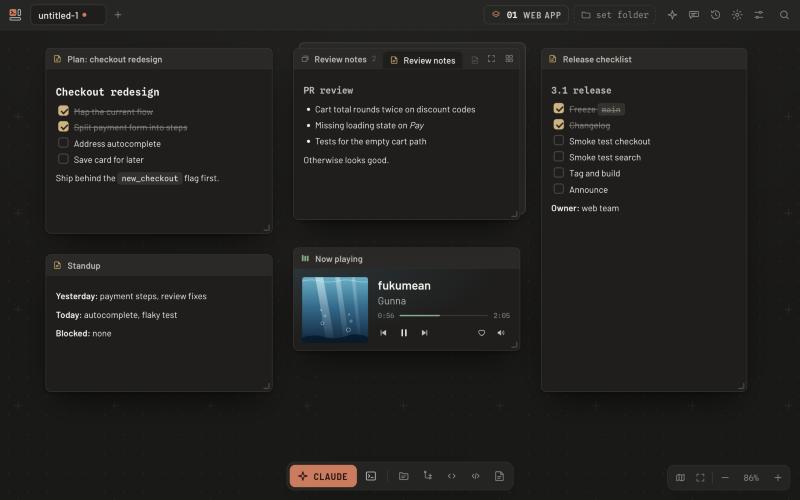 untitled-1
01 WEB APP
set folder
Plan: checkout redesign
Checkout redesign
Map the current flow
Split payment form into steps
Address autocomplete
Save card for later
Ship behind the new_checkout flag first.
Review notes 2
Review notes
PR review
Cart total rounds twice on discount codes
Missing loading state on Pay
Tests for the empty cart path
Otherwise looks good.
Release checklist
3.1 release
Freeze main
Changelog
Smoke test checkout
Smoke test search
Tag and build
Announce
Owner: web team
Standup
Yesterday: payment steps, review fixes
Today: autocomplete, flaky test
Blocked: none
Now playing
fukumean
Gunna
0:56
2:05
CLAUDE
86%